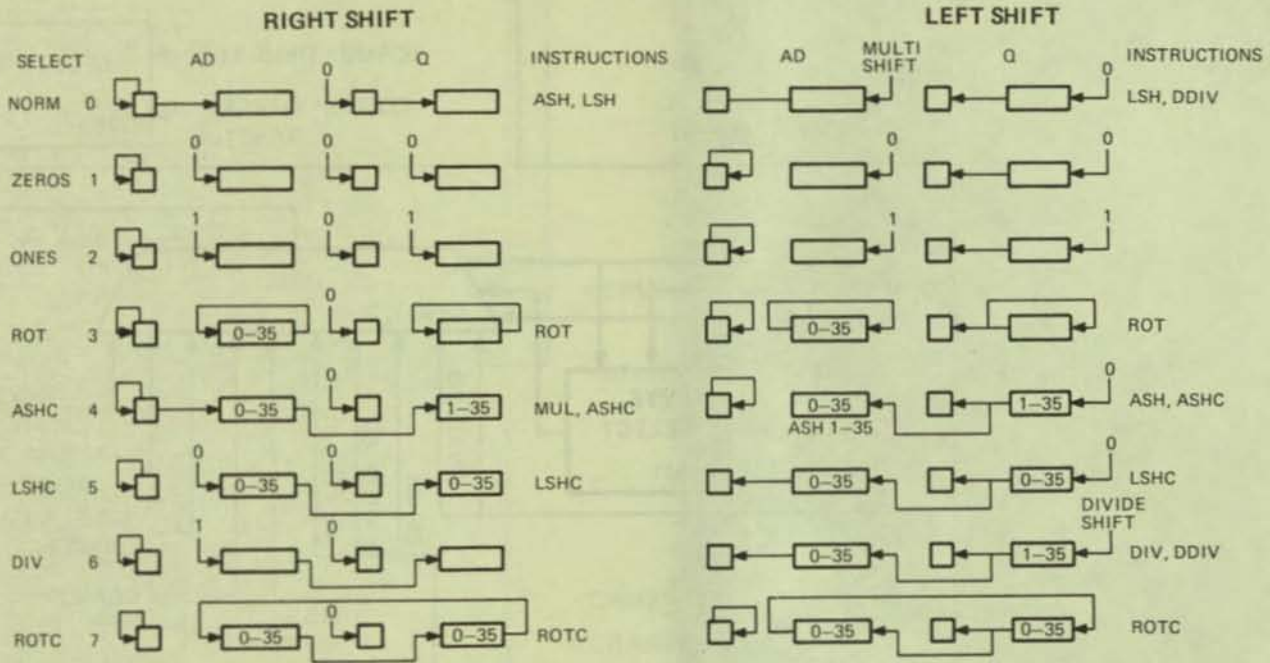 RIGHT SHIFT
LEFT SHIFT
SELECT AD 0 Q INSTRUCTIONS
AD MULTI SHIFT Q 0 INSTRUCTIONS
NORM 0 ASH, LSH
LSH, DDIV
0 0 0
0 0
ZEROS 1
1 0 1
1 1
ONES 2
0
ROT 3 0–35 ROT
0–35 ROT
0
0
ASHC 4 0–35 1–35 MUL, ASHC
0–35 1–35 ASH, ASHC
ASH 1–35
0 0
0
LSHC 5 0–35 0–35 LSHC
0–35 0–35 LSHC
DIVIDE
SHIFT
1 0
DIV 6
0–35 1–35 DIV, DDIV
0
ROTC 7 0–35 0–35 ROTC
0–35 0–35 ROTC